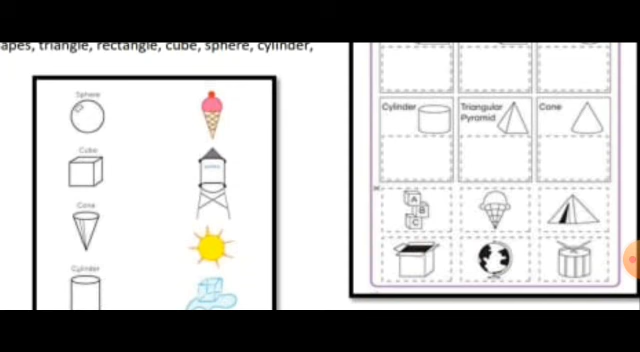 apes, triangle, rectangle, cube, sphere, cylinder,
Sphere
Cube
Cone
Cylinder
Cylinder
Triangular
Pyramid
Cone
A
B
C